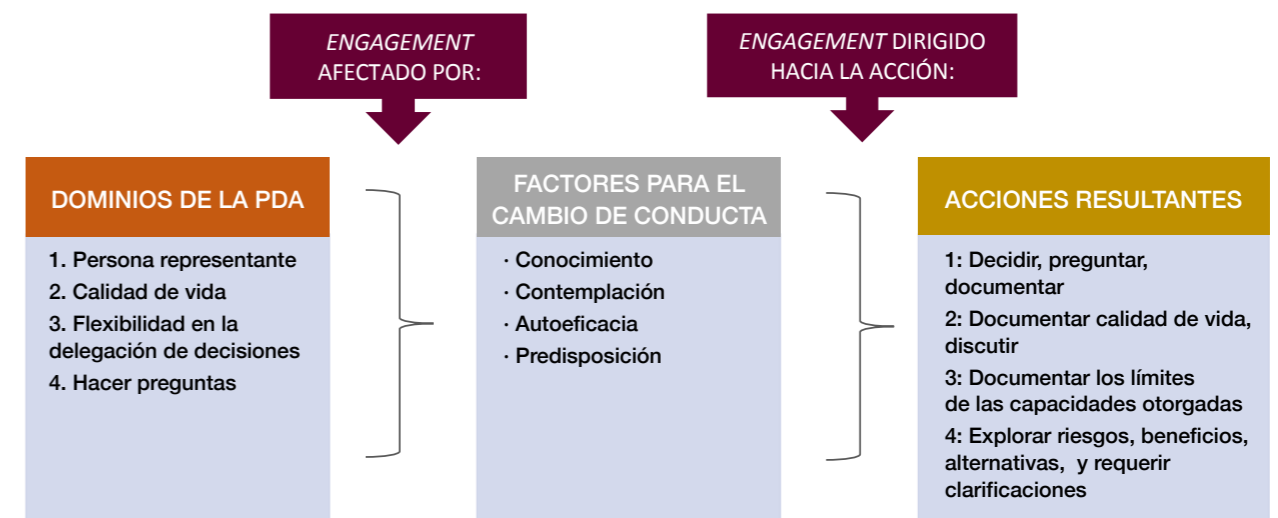 ENGAGEMENT
AFECTADO POR:
ENGAGEMENT DIRIGIDO
HACIA LA ACCIÓN:
DOMINIOS DE LA PDA
1. Persona representante
2. Calidad de vida
3. Flexibilidad en la
delegación de decisiones
4. Hacer preguntas
FACTORES PARA EL
CAMBIO DE CONDUCTA
· Conocimiento
· Contemplación
· Autoeficacia
· Predisposición
ACCIONES RESULTANTES
1: Decidir, preguntar,
documentar
2: Documentar calidad de vida,
discutir
3: Documentar los límites
de las capacidades otorgadas
4: Explorar riesgos, beneficios,
alternativas, y requerir
clarificaciones